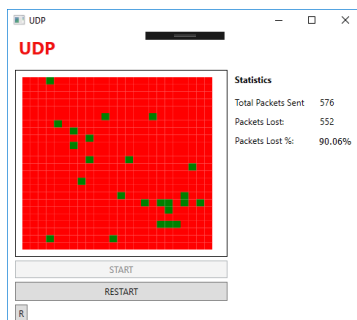 UDP
UDP
Statistics
Total Packets Sent 576
Packets Lost: 552
Packets Lost %: 90.06%
START
RESTART
R